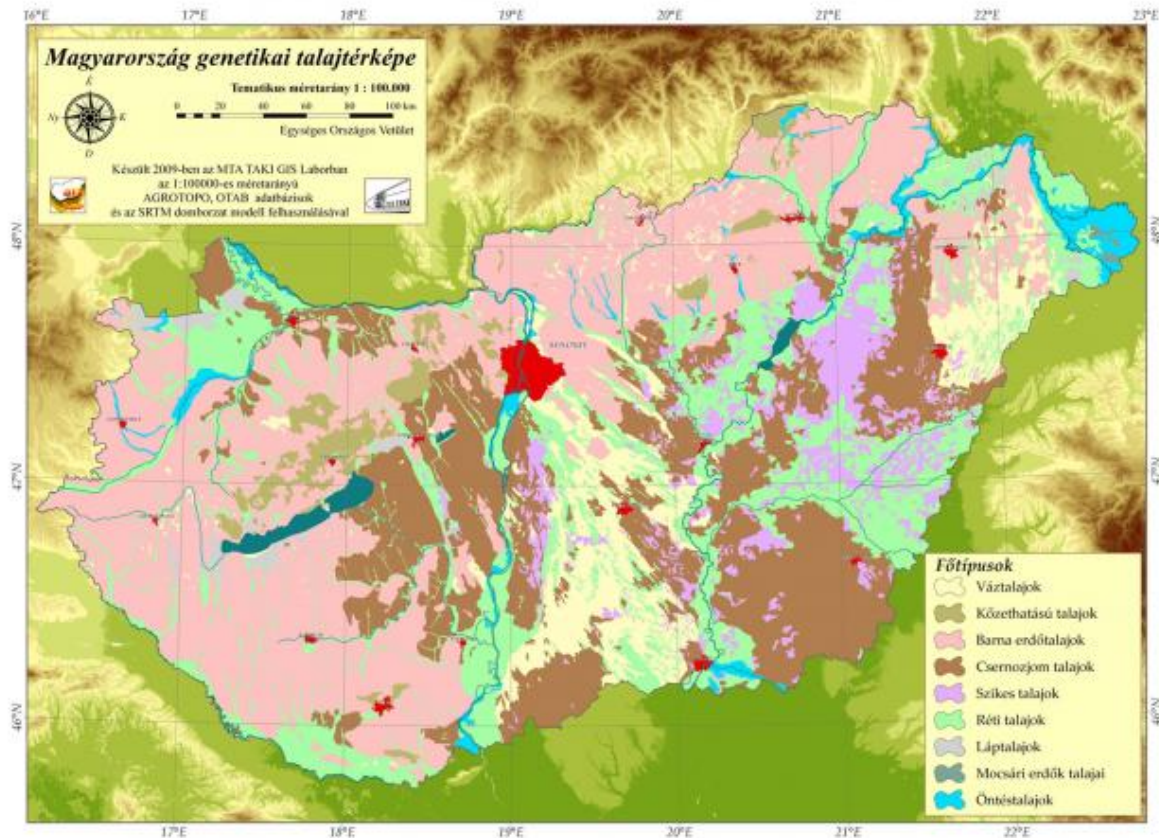 16°E 17°E 18°E 19°E 20°E 21°E 22°E 23°E
Magyarország genetikai talajtérképe
Tematikus méretarány 1 : 100.000
0 20 40 60 80 100 km
Egységes Országos Vetület
É
Ny K
D
Készült 2009-ben az MTA TAKI GIS Laborban
az 1:100000-es méretarányú
AGROTOPO, OTAB adatbázisok
és az SRTM domborzat modell felhasználásával
48°N 48°N
47°N 47°N
46°N 46°N
Főtípusok
Váztalajok
Kőzethatású talajok
Barna erdőtalajok
Csernozjom talajok
Szikes talajok
Réti talajok
Láptalajok
Mocsári erdők talajai
Öntéstalajok
17°E 18°E 19°E 20°E 21°E 22°E